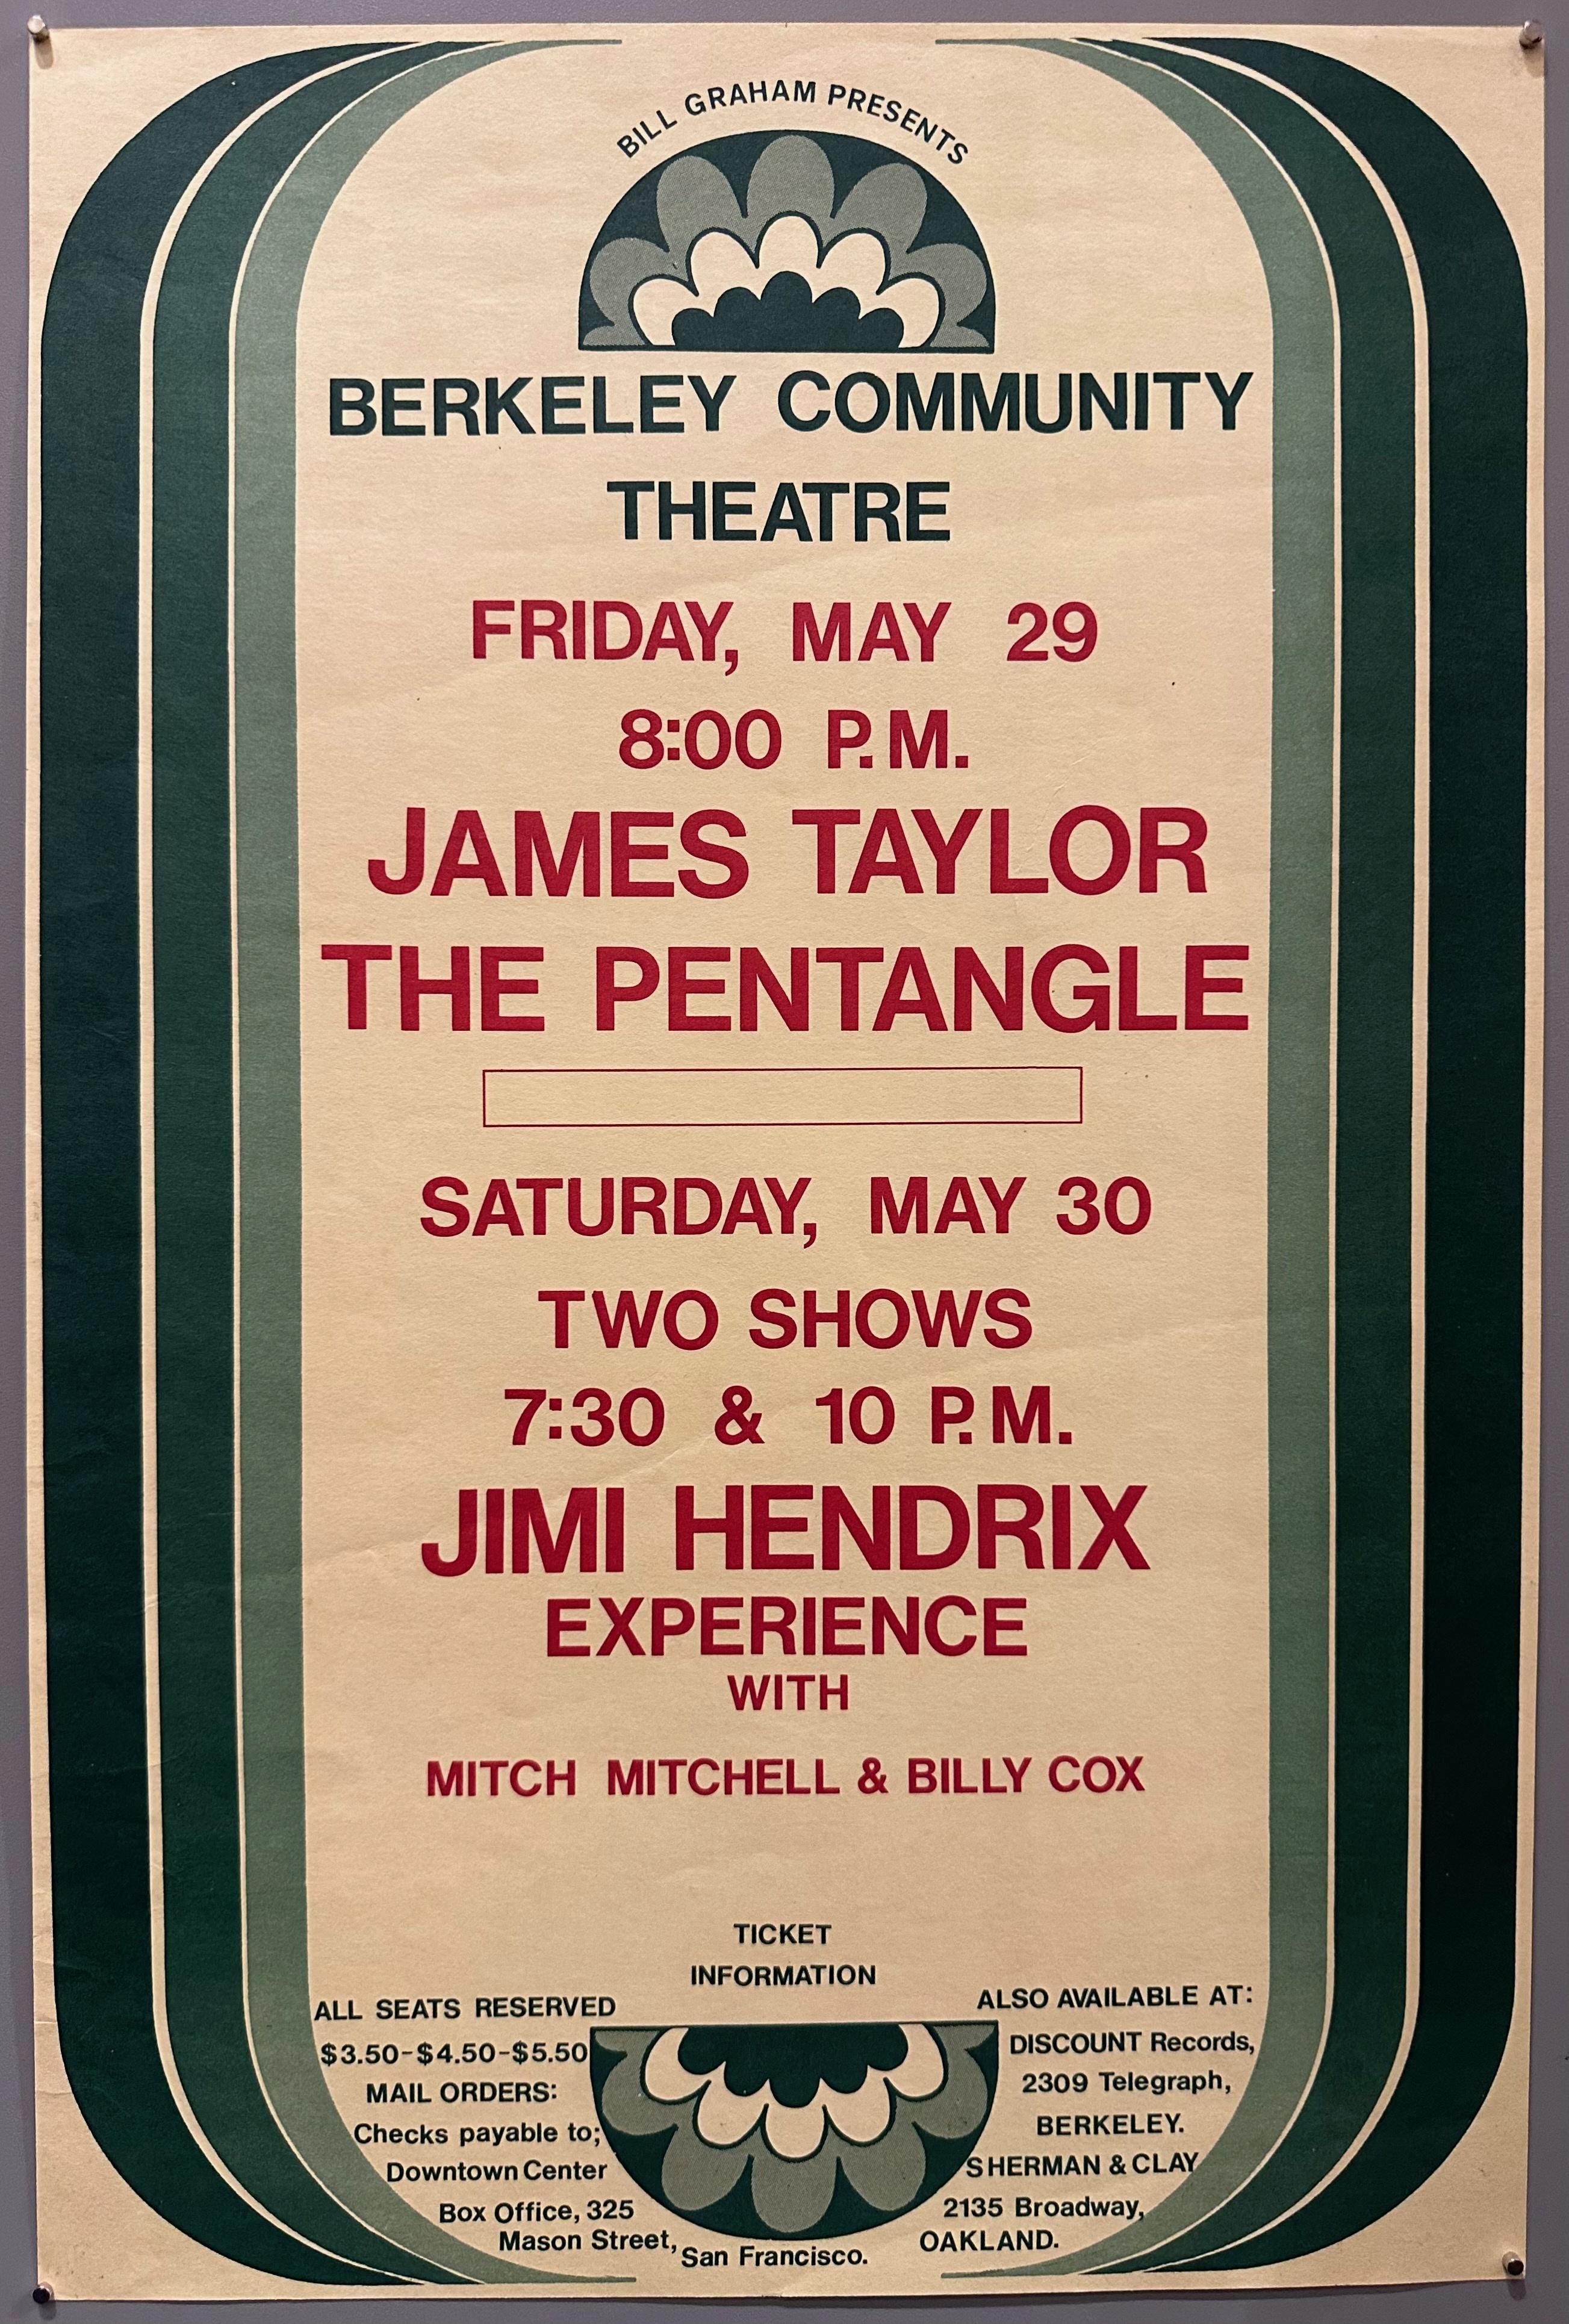 BILL GRAHAM PRESENTS
BERKELEY COMMUNITY
THEATRE
FRIDAY, MAY 29
8:00 P.M.
JAMES TAYLOR
THE PENTANGLE
SATURDAY, MAY 30
TWO SHOWS
7:30 & 10 P.M.
JIMI HENDRIX
EXPERIENCE
WITH
MITCH MITCHELL & BILLY COX
TICKET
INFORMATION
ALL SEATS RESERVED
$3.50-$4.50-$5.50
MAIL ORDERS:
Checks payable to;
Downtown Center
Box Office, 325
Mason Street,
San Francisco.
ALSO AVAILABLE AT:
DISCOUNT Records,
2309 Telegraph,
BERKELEY.
SHERMAN & CLAY
2135 Broadway,
OAKLAND.